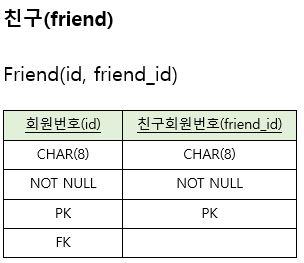 친구(friend)
Friend(id, friend_id)
회원번호(id) 친구회원번호(friend_id)
CHAR(8) CHAR(8)
NOT NULL NOT NULL
PK PK
FK